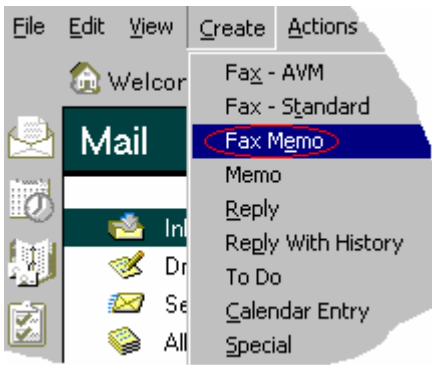 File Edit View Create Actions
Welcor
Mail
Fax - AVM
Fax - Standard
Fax Memo
Memo
Reply
Reply With History
To Do
Calendar Entry
Special
In
Dr
Se
All